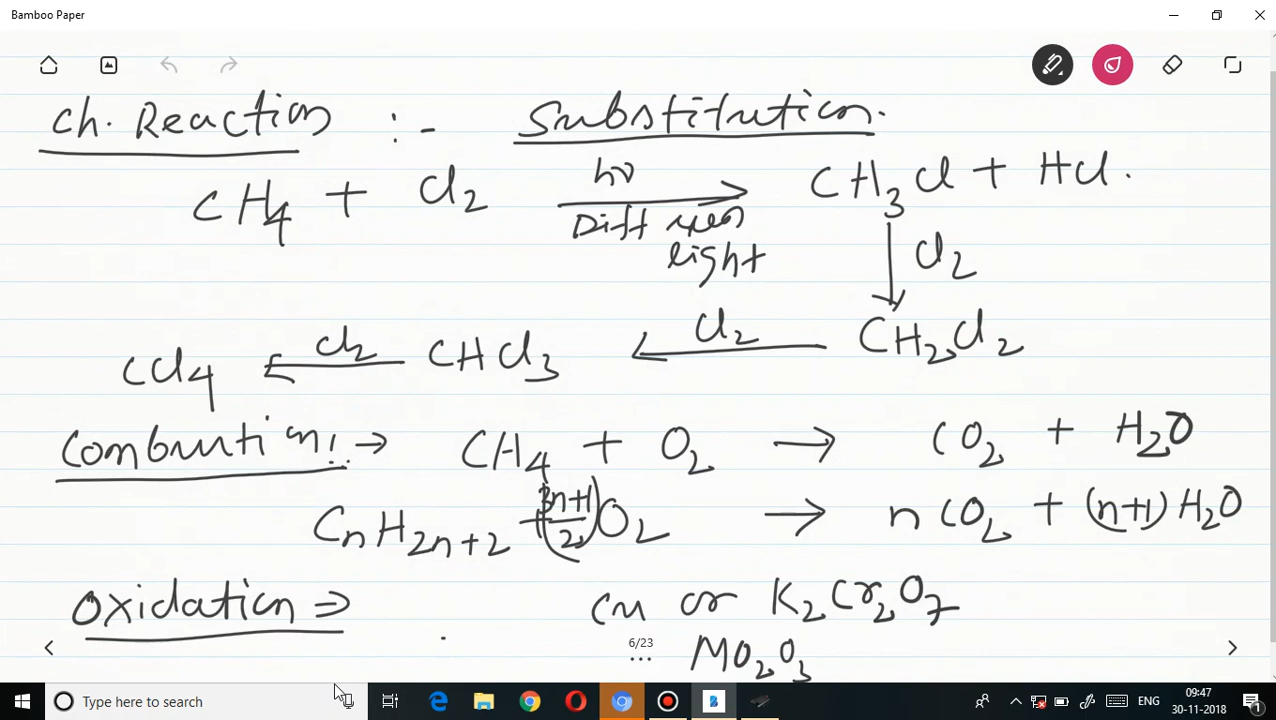 Bamboo Paper
Ch. Reaction :- Substitution.
CH4 + Cl2 hν Diff light CH3Cl + HCl.
Cl2
CCl4 ← Cl2 CHCl3 ← Cl2 CH2Cl2
Combustion: → CH4 + O2 → CO2 + H2O
CnH2n+2 + (3n+1/2)O2 → n CO2 + (n+1) H2O
Oxidation ⇒ Cu or K2Cr2O7
6/23
MO2O3
Type here to search
ENG
09:47
30-11-2018
1